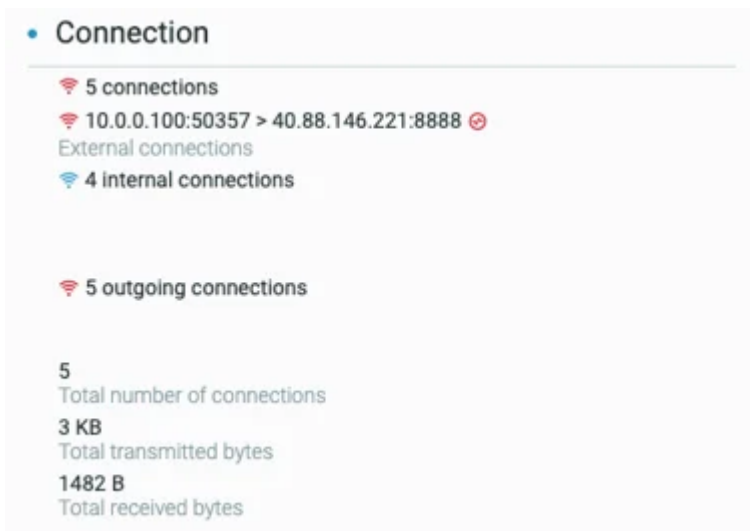 Connection
5 connections
10.0.0.100:50357 > 40.88.146.221:8888
External connections
4 internal connections
5 outgoing connections
5
Total number of connections
3 KB
Total transmitted bytes
1482 B
Total received bytes